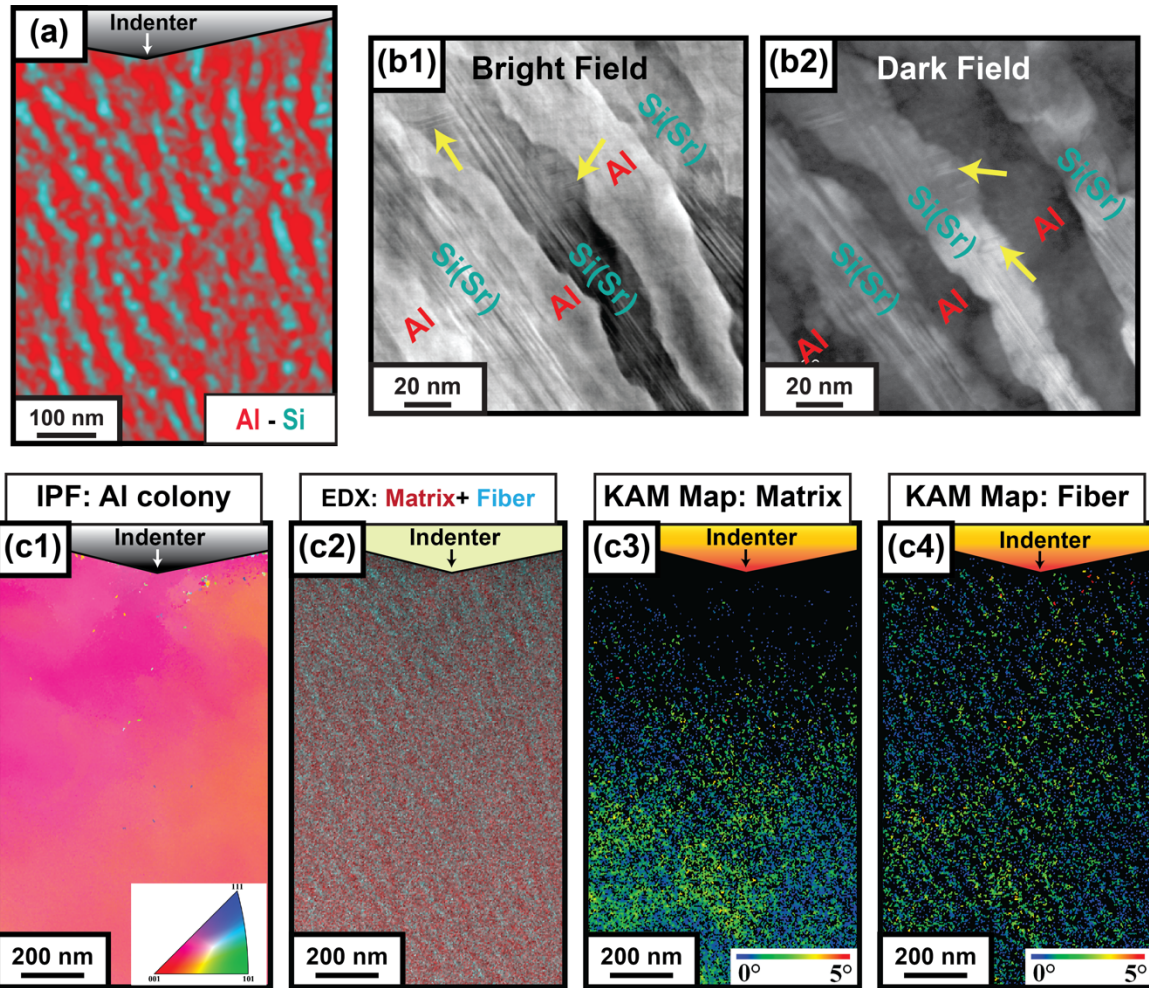 (a)
Indenter
100 nm
Al - Si
(b1)
Bright Field
Si(Sr)
Al
Si(Sr)
Si(Sr)
Al
Al
20 nm
(b2)
Dark Field
Si(Sr)
Si(Sr)
Al
Si(Sr)
Al
Al
20 nm
IPF: Al colony
(c1)
Indenter
111
001
101
200 nm
EDX: Matrix+ Fiber
(c2)
Indenter
200 nm
KAM Map: Matrix
(c3)
Indenter
200 nm
0°
5°
KAM Map: Fiber
(c4)
Indenter
200 nm
0°
5°